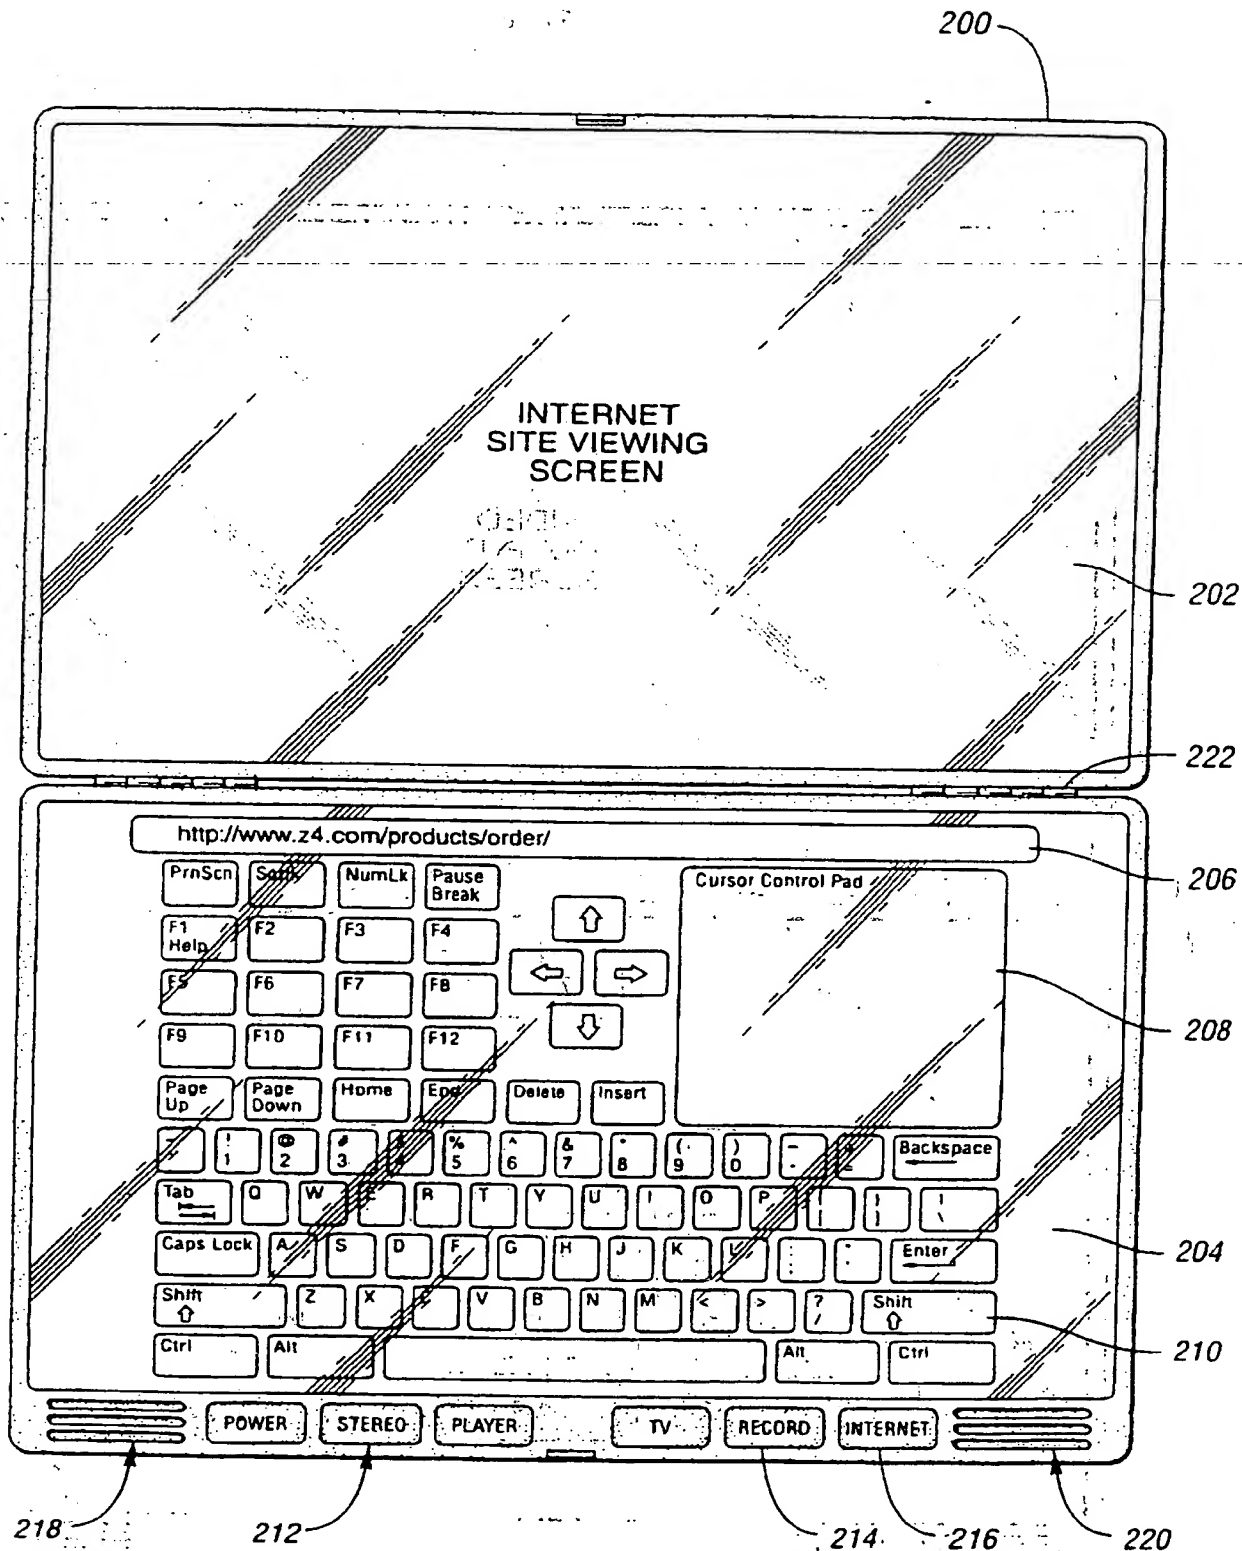 200
INTERNET
SITE VIEWING
SCREEN
202
222
http://www.z4.com/products/order/
206
PrnScn NumLk Pause
Break
Cursor Control Pad
F1
Help F2 F3 F4
F5 F6 F7 F8
208
F9 F10 F11 F12
Page
Up Page
Down Home End Delete Insert
! @ # $ % ^ & * ( )
1 2 3 4 5 6 7 8 9 0 - = Backspace
Tab Q W E R T Y U I O P
204
Caps Lock A S D F G H J K L Enter
Shift Z X C V B N M < > ?
/ Shift
210
Ctrl Alt Alt Ctrl
POWER STEREO PLAYER TV RECORD INTERNET
218 212 214 216 220